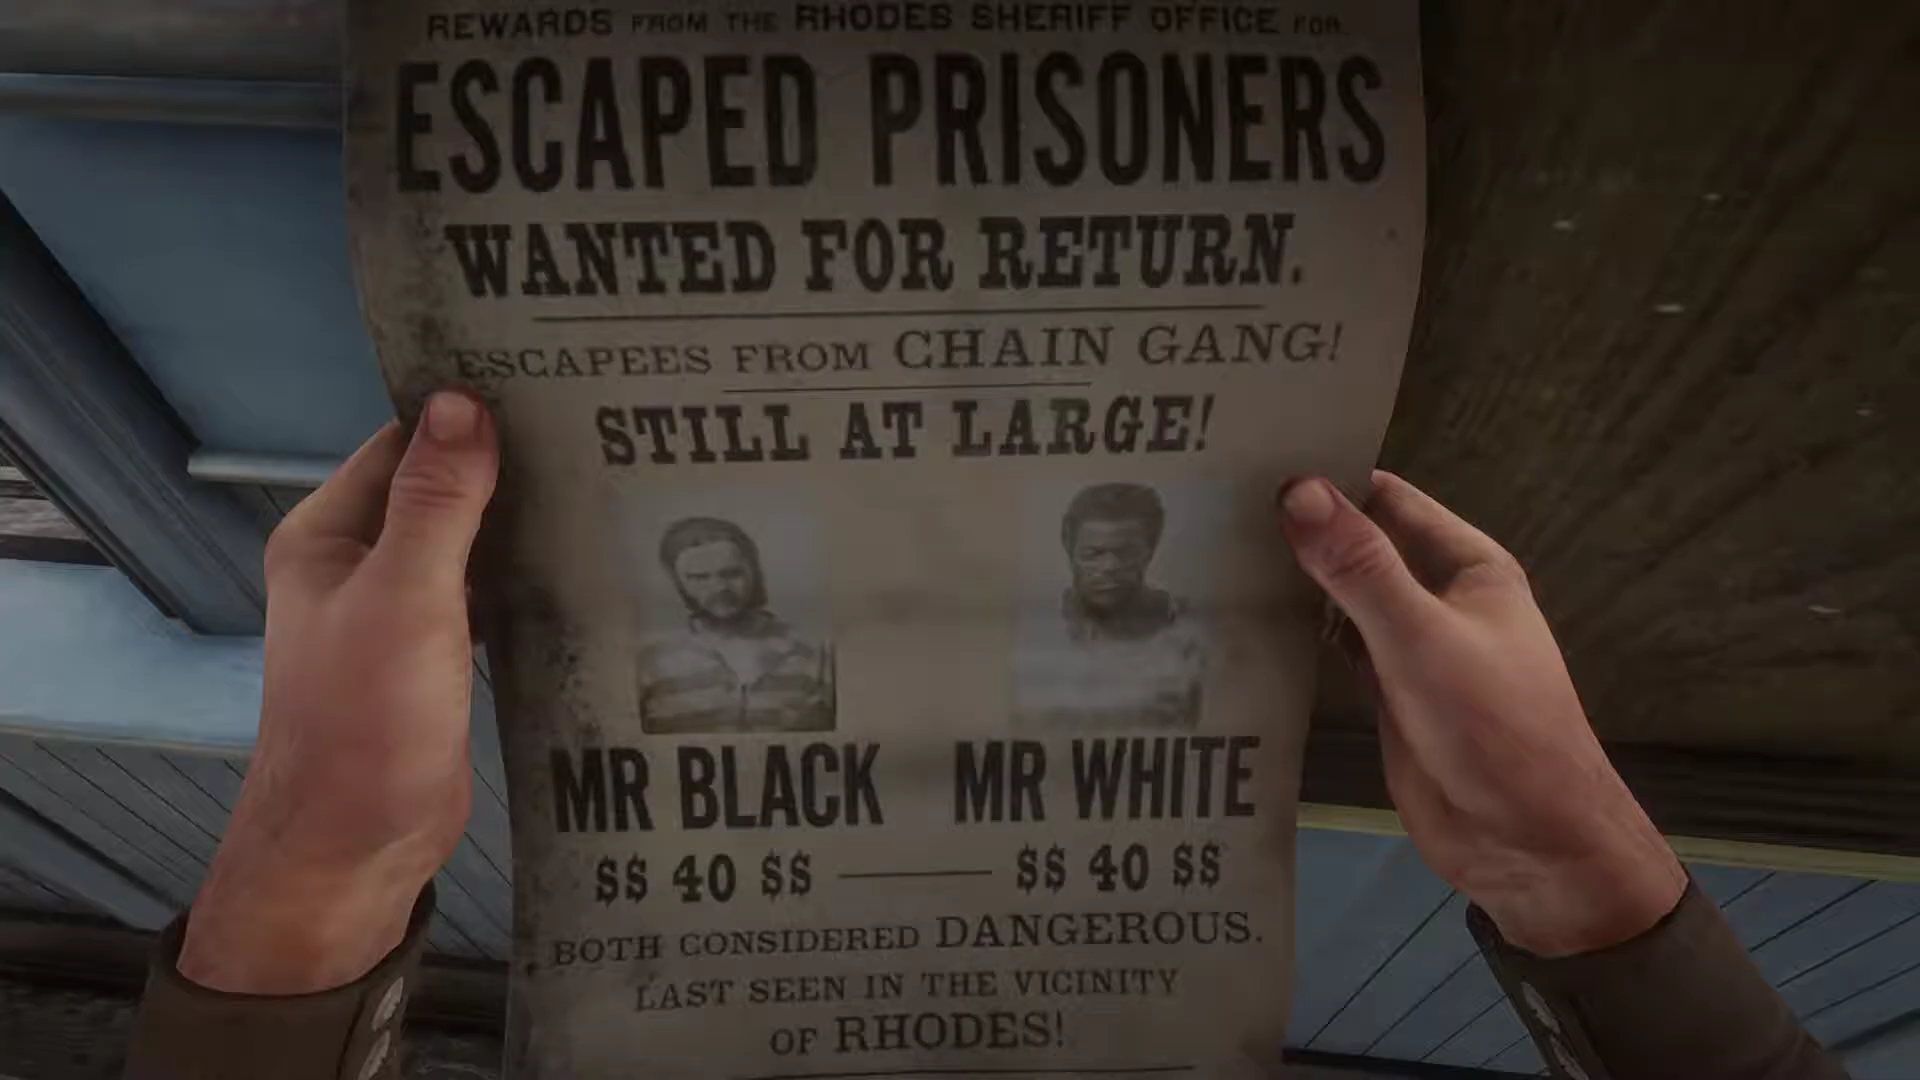 REWARDS FROM THE RHODES SHERIFF OFFICE FOR
ESCAPED PRISONERS
WANTED FOR RETURN.
ESCAPEES FROM CHAIN GANG!
STILL AT LARGE!
MR BLACK MR WHITE
$$ 40 $$ $$ 40 $$
BOTH CONSIDERED DANGEROUS.
LAST SEEN IN THE VICINITY
OF RHODES!